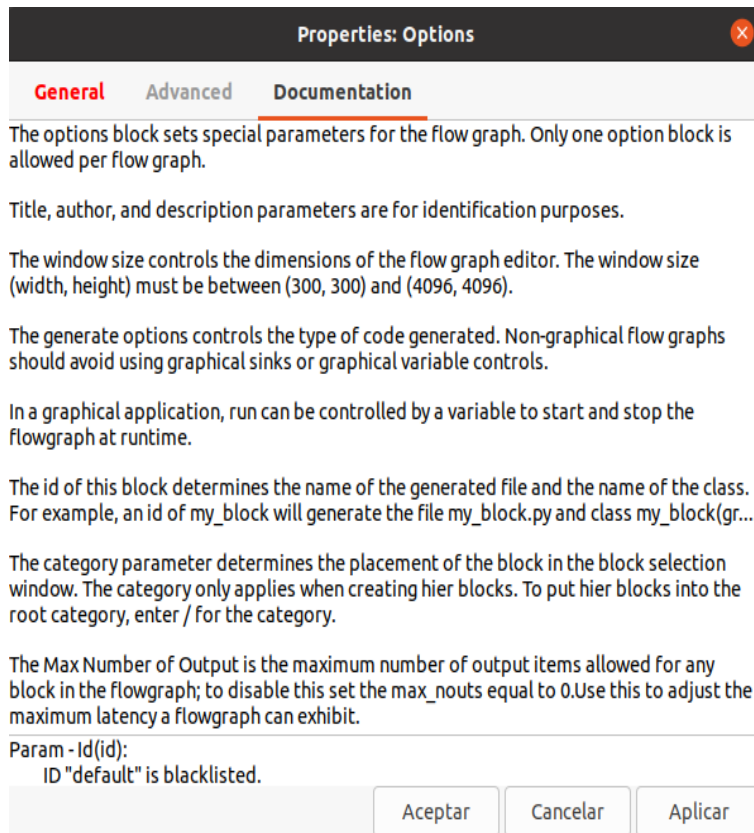 Properties: Options
General Advanced Documentation
The options block sets special parameters for the flow graph. Only one option block is
allowed per flow graph.
Title, author, and description parameters are for identification purposes.
The window size controls the dimensions of the flow graph editor. The window size
(width, height) must be between (300, 300) and (4096, 4096).
The generate options controls the type of code generated. Non-graphical flow graphs
should avoid using graphical sinks or graphical variable controls.
In a graphical application, run can be controlled by a variable to start and stop the
flowgraph at runtime.
The id of this block determines the name of the generated file and the name of the class.
For example, an id of my_block will generate the file my_block.py and class my_block(gr...
The category parameter determines the placement of the block in the block selection
window. The category only applies when creating hier blocks. To put hier blocks into the
root category, enter / for the category.
The Max Number of Output is the maximum number of output items allowed for any
block in the flowgraph; to disable this set the max_nouts equal to 0.Use this to adjust the
maximum latency a flowgraph can exhibit.
Param - Id(id):
ID "default" is blacklisted.
Aceptar Cancelar Aplicar